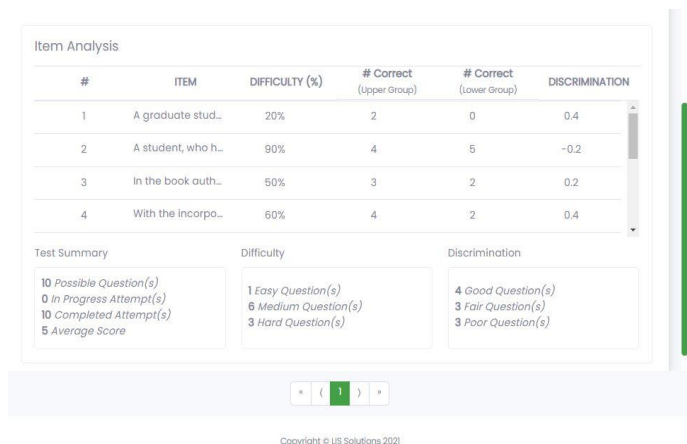 Item Analysis
# ITEM DIFFICULTY (%) # Correct (Upper Group) # Correct (Lower Group) DISCRIMINATION
1 A graduate stud... 20% 2 0 0.4
2 A student, who h... 90% 4 5 -0.2
3 In the book auth... 50% 3 2 0.2
4 With the incorpo... 60% 4 2 0.4
Test Summary
10 Possible Question(s)
0 In Progress Attempt(s)
10 Completed Attempt(s)
5 Average Score
Difficulty
1 Easy Question(s)
6 Medium Question(s)
3 Hard Question(s)
Discrimination
4 Good Question(s)
3 Fair Question(s)
3 Poor Question(s)
« ⟨ 1 ⟩ »
Copyright © LIS Solutions 2021